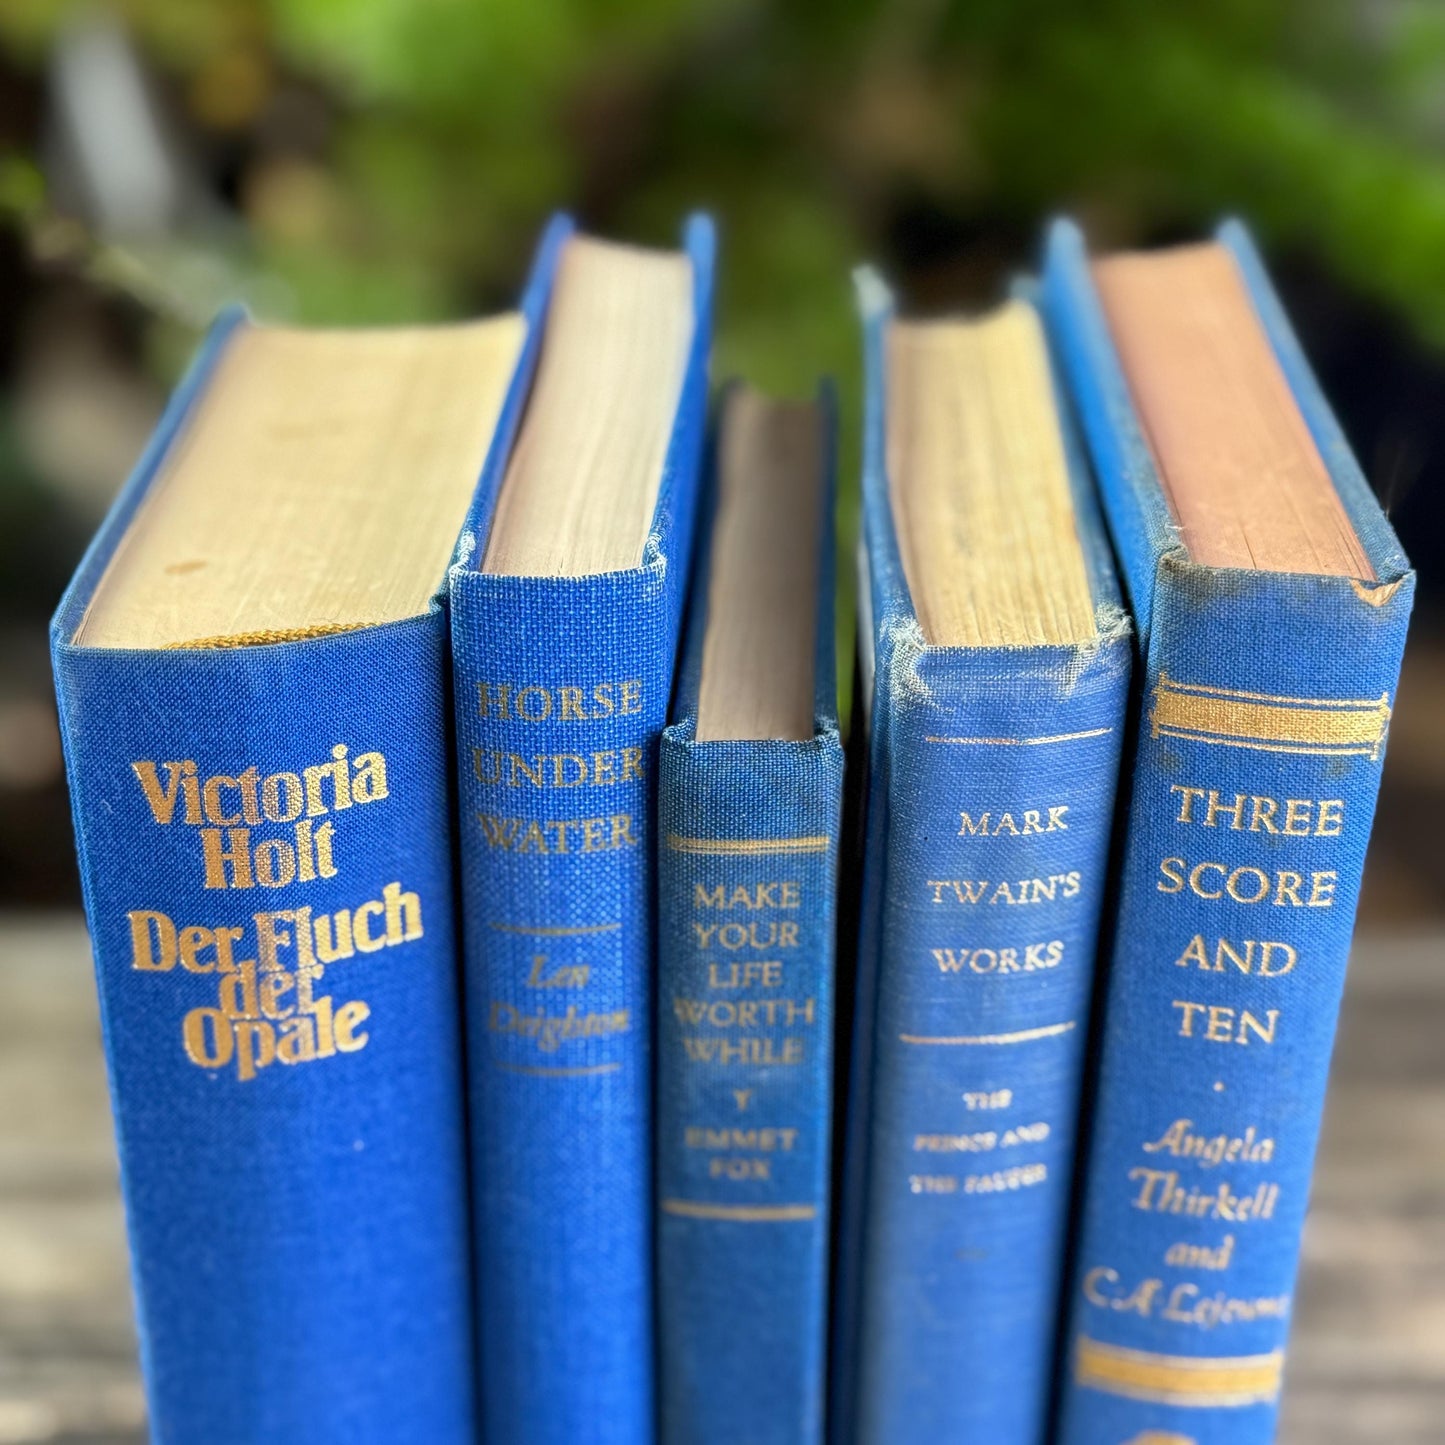 Victoria
Holt
Der Fluch
der
Opale
HORSE
UNDER
WATER
Len
Deighton
MAKE
YOUR
LIFE
WORTH
WHILE
EMMET
FOX
MARK
TWAIN'S
WORKS
THE
PRINCE AND
THE PAUPER
THREE
SCORE
AND
TEN
·
Angela
Thirkell
and
C.A. Lejeune